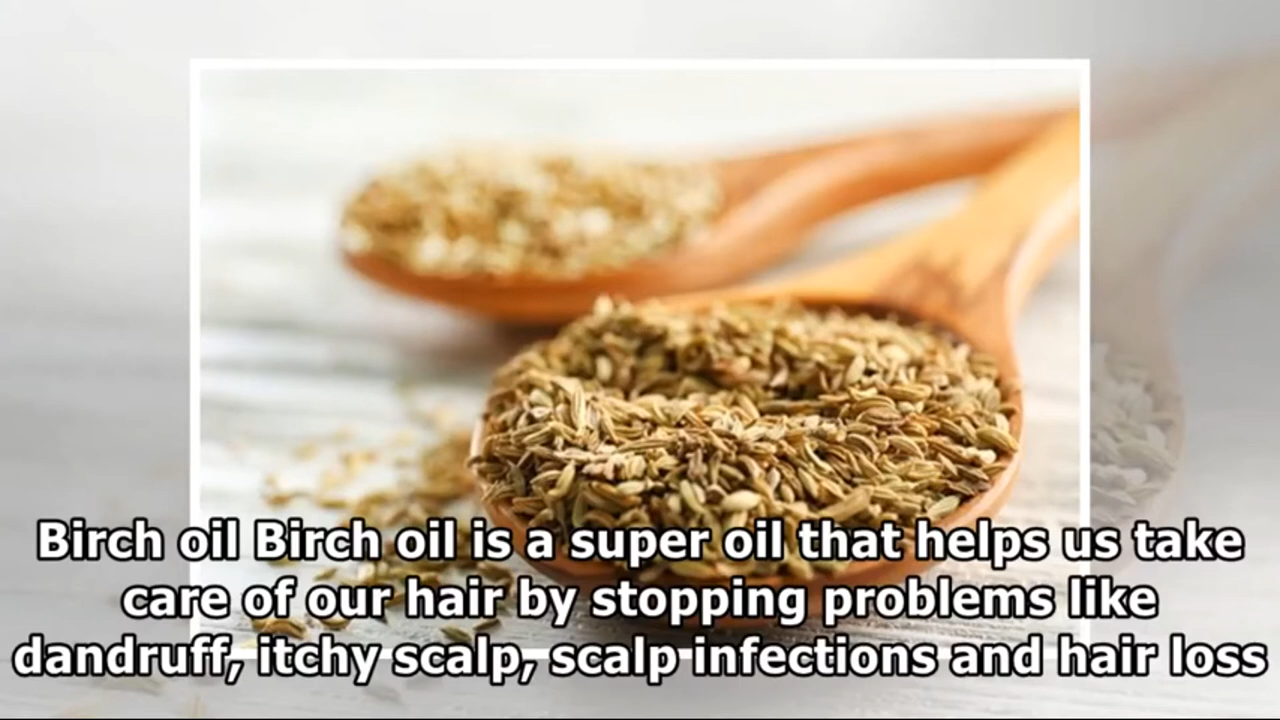 Birch oil Birch oil is a super oil that helps us take
care of our hair by stopping problems like
dandruff, itchy scalp, scalp infections and hair loss